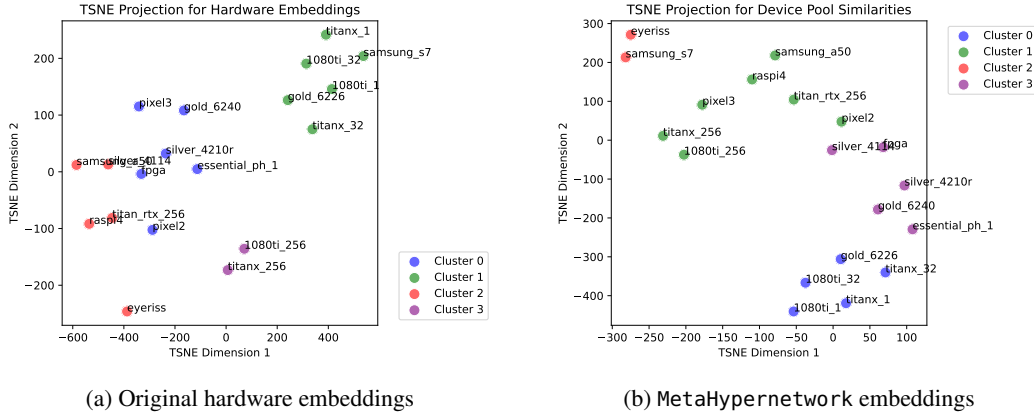 TSNE Projection for Hardware Embeddings
TSNE Dimension 2
200
100
0
−100
−200
titanx_1
samsung_s7
1080ti_32
1080ti_1
gold_6226
titanx_32
pixel3
gold_6240
silver_4210r
samsung_a50
silver_4114
essential_ph_1
fpga
titan_rtx_256
raspi4
pixel2
1080ti_256
titanx_256
eyeriss
Cluster 0
Cluster 1
Cluster 2
Cluster 3
−600 −400 −200 0 200 400
TSNE Dimension 1
(a) Original hardware embeddings
TSNE Projection for Device Pool Similarities
TSNE Dimension 2
300
200
100
0
−100
−200
−300
−400
eyeriss
samsung_s7
samsung_a50
raspi4
pixel3
titan_rtx_256
titanx_256
pixel2
1080ti_256
silver_4114
fpga
silver_4210r
gold_6240
essential_ph_1
gold_6226
titanx_32
1080ti_32
titanx_1
1080ti_1
Cluster 0
Cluster 1
Cluster 2
Cluster 3
−300 −250 −200 −150 −100 −50 0 50 100
TSNE Dimension 1
(b) MetaHypernetwork embeddings